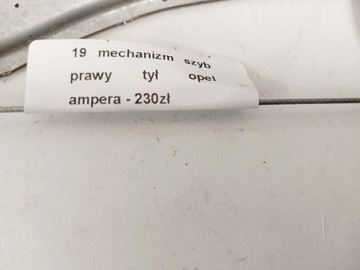 19 mechanizm szyb
prawy tył opel
ampera - 230zł